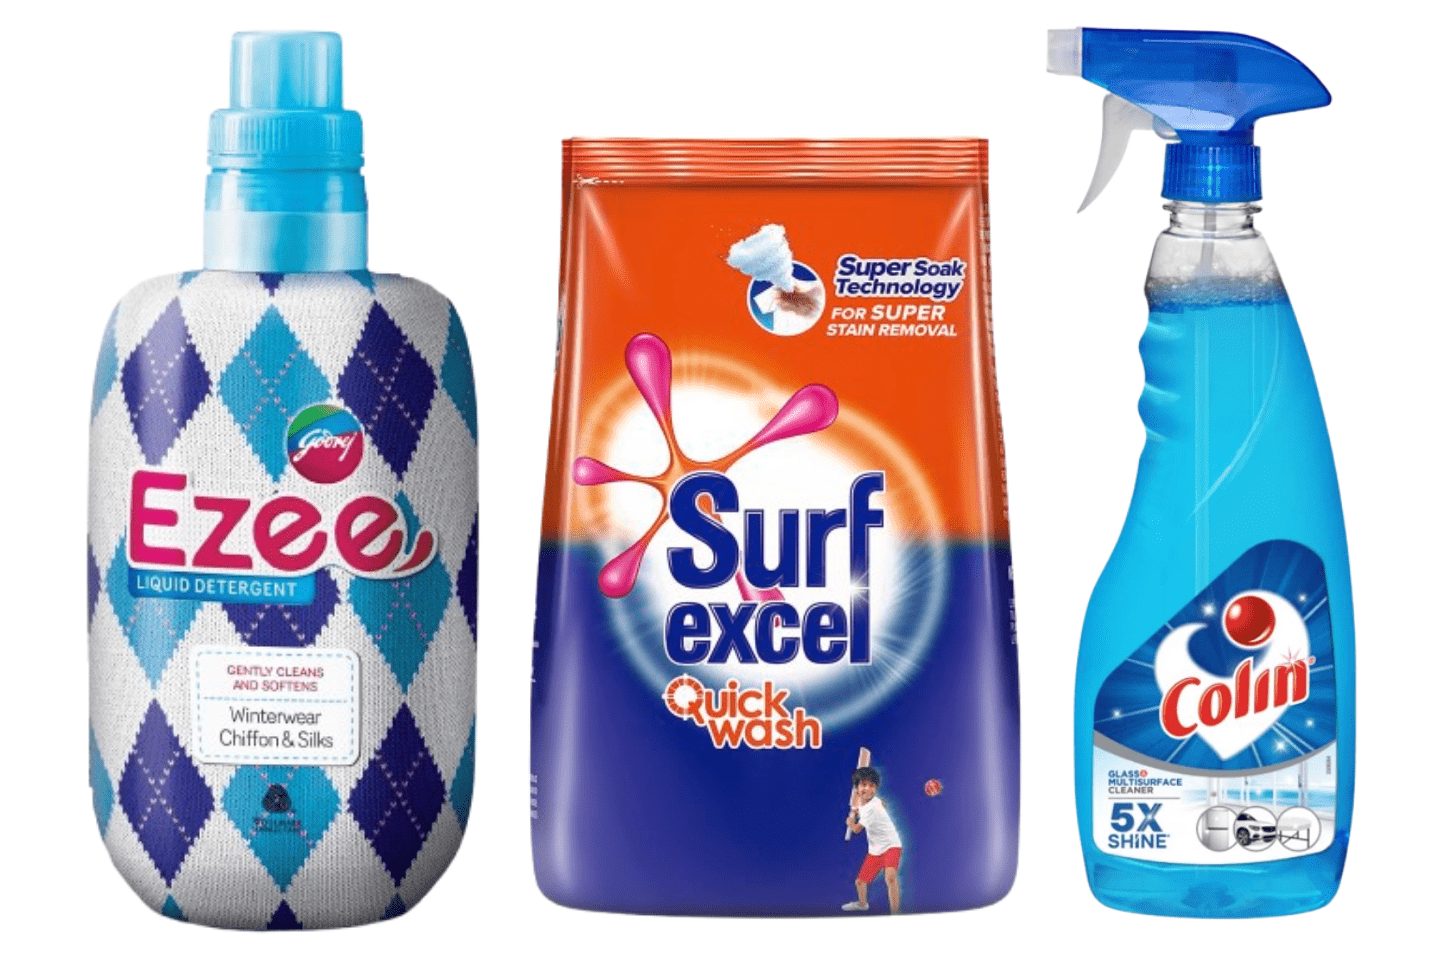 Godrej
Ezee
LIQUID DETERGENT
GENTLY CLEANS
AND SOFTENS
Winterwear
Chiffon & Silks
Super Soak
Technology
FOR SUPER
STAIN REMOVAL
Surf
excel
Quick
wash
Colin
GLASS &
MULTISURFACE
CLEANER
5X
SHINE